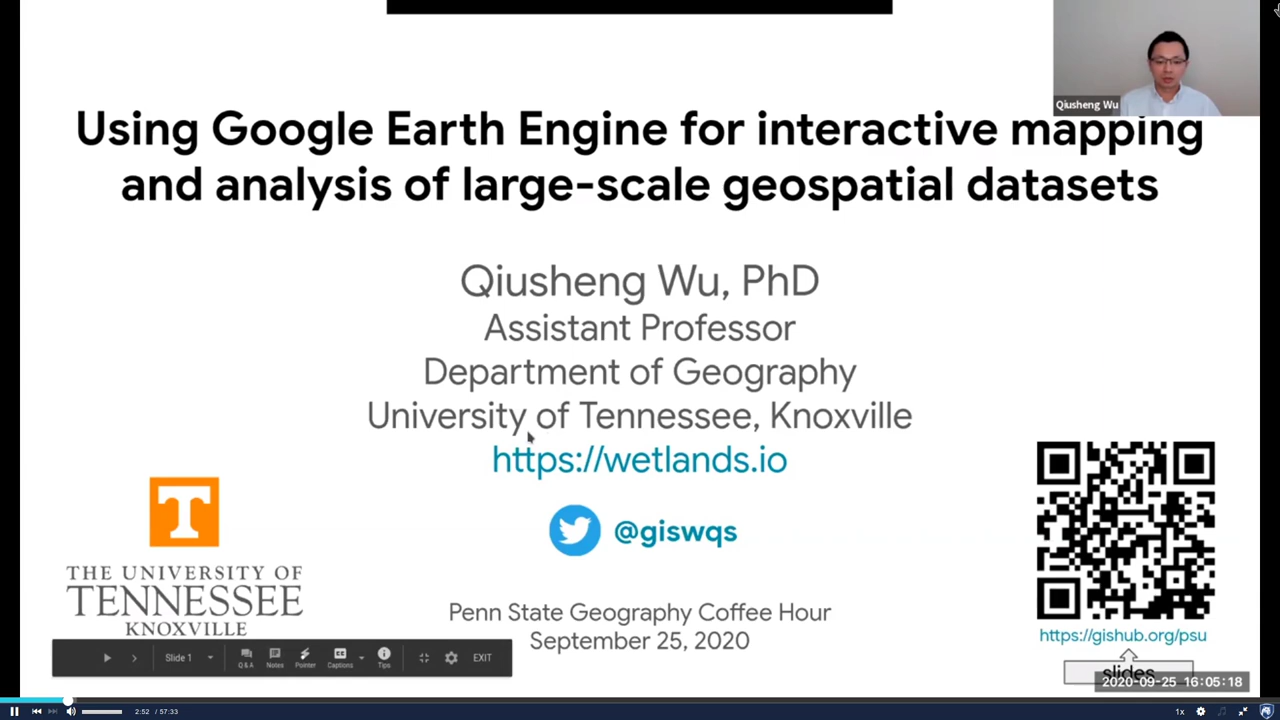 Qiusheng Wu
Using Google Earth Engine for interactive mapping
and analysis of large-scale geospatial datasets
Qiusheng Wu, PhD
Assistant Professor
Department of Geography
University of Tennessee, Knoxville
https://wetlands.io
@giswqs
T
THE UNIVERSITY OF
TENNESSEE
KNOXVILLE
Penn State Geography Coffee Hour
September 25, 2020
https://gishub.org/psu
slides
Slide 1
Q & A
Notes
Pointer
CC
Captions
Tips
EXIT
2020-09-25 16:05:18
2:52 / 57:33
1x